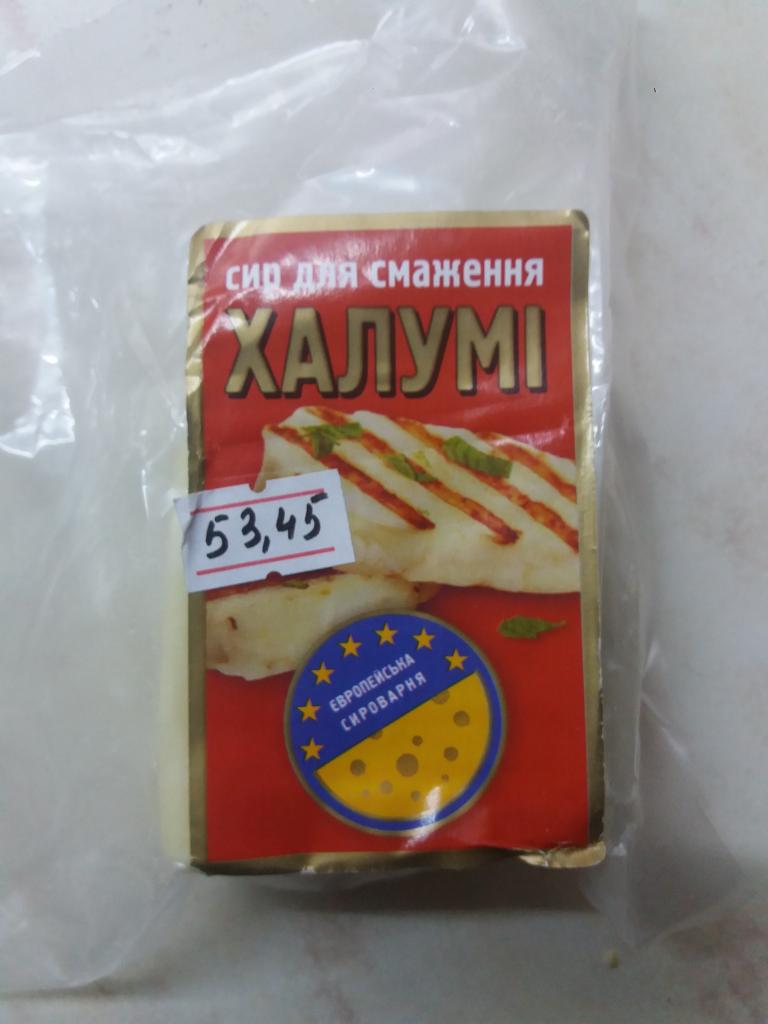 сир для смаження
ХАЛУМІ
53,45
ЄВРОПЕЙСЬКА
СИРОВАРНЯ